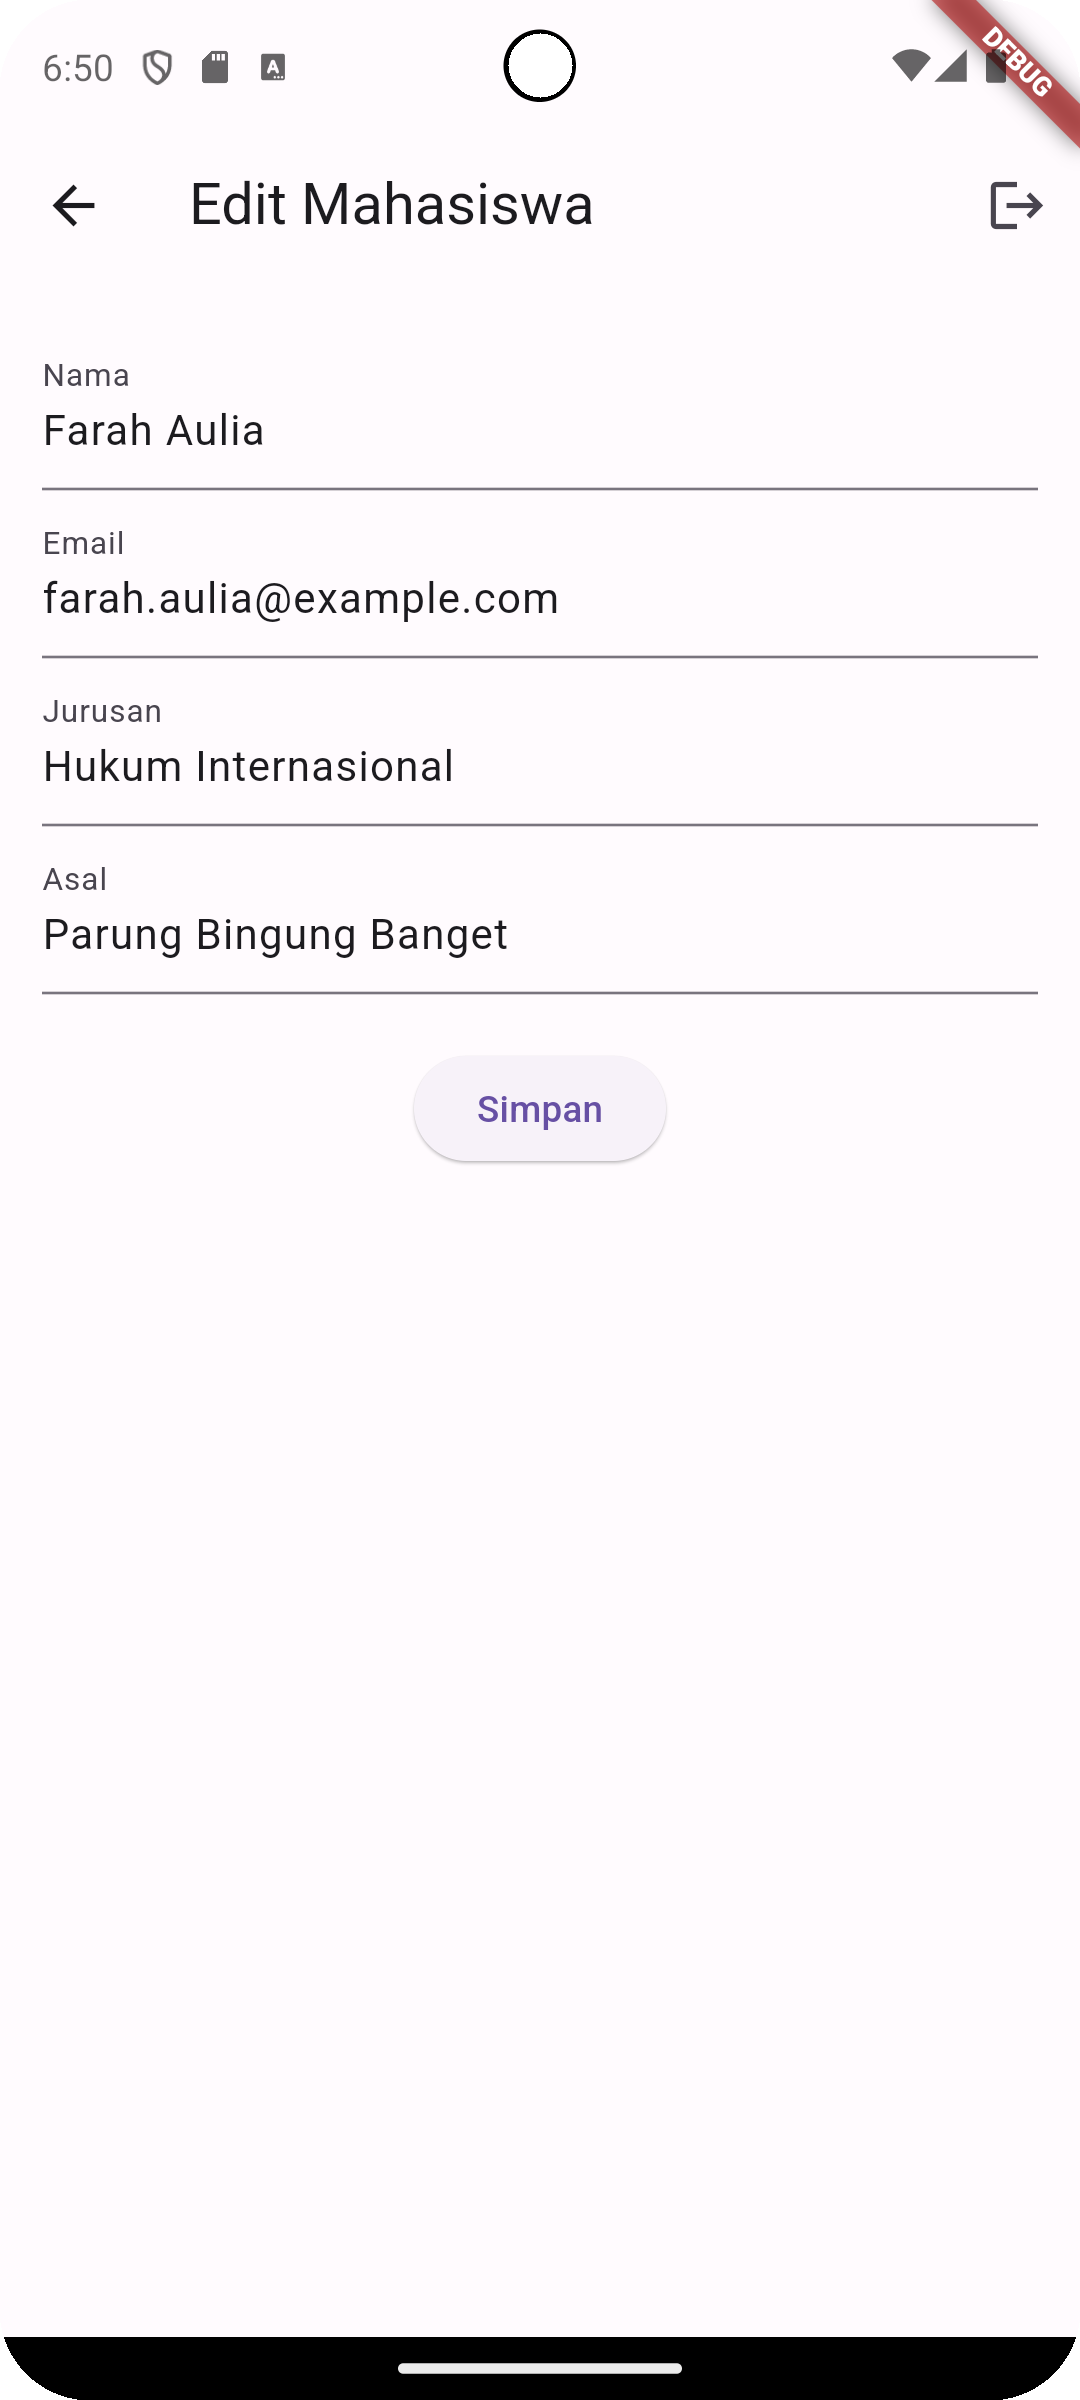 6:50
DEBUG
Edit Mahasiswa
Nama
Farah Aulia
Email
farah.aulia@example.com
Jurusan
Hukum Internasional
Asal
Parung Bingung Banget
Simpan